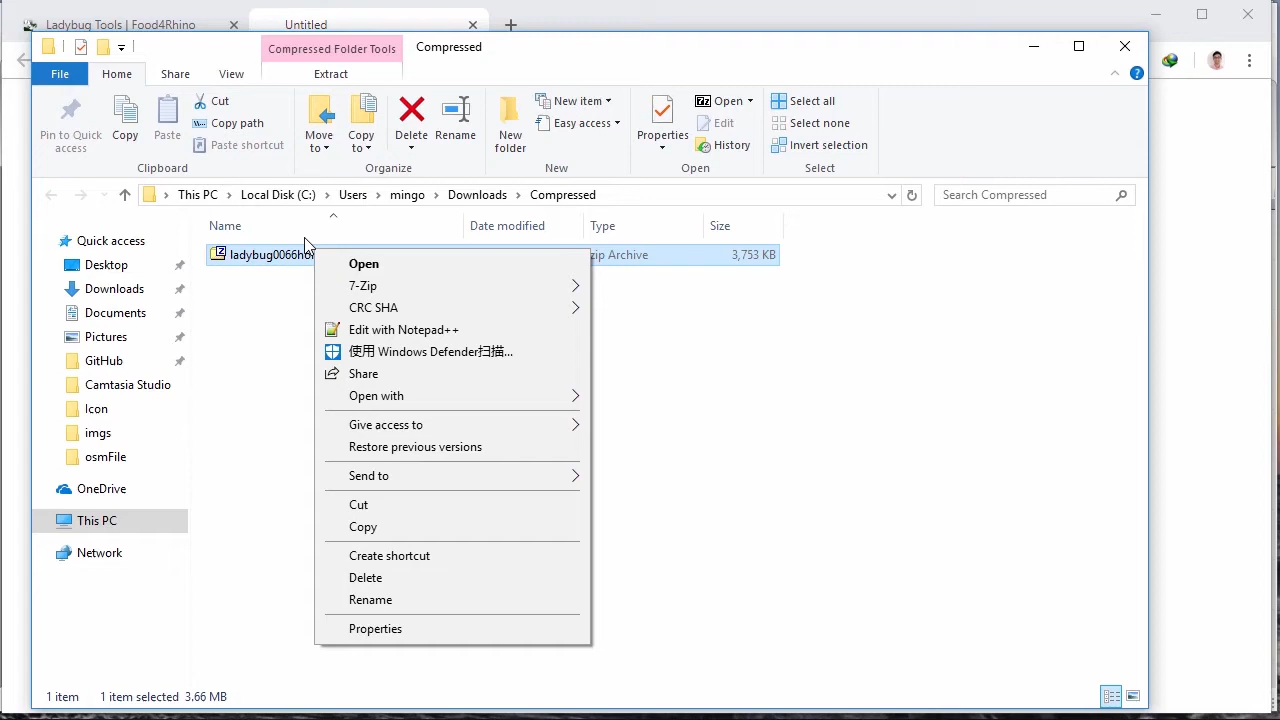 Ladybug Tools | Food4Rhino
Untitled
Compressed Folder Tools
Compressed
File
Home
Share
View
Extract
Pin to Quick access
Copy
Paste
Cut
Copy path
Paste shortcut
Clipboard
Move to
Copy to
Delete
Rename
Organize
New folder
New item
Easy access
New
Properties
Open
Edit
History
Open
Select all
Select none
Invert selection
Select
This PC
Local Disk (C:)
Users
mingo
Downloads
Compressed
Search Compressed
Name
Date modified
Type
Size
ladybug0066ho
zip Archive
3,753 KB
Quick access
Desktop
Downloads
Documents
Pictures
GitHub
Camtasia Studio
Icon
imgs
osmFile
OneDrive
This PC
Network
Open
7-Zip
CRC SHA
Edit with Notepad++
使用 Windows Defender扫描...
Share
Open with
Give access to
Restore previous versions
Send to
Cut
Copy
Create shortcut
Delete
Rename
Properties
1 item
1 item selected 3.66 MB